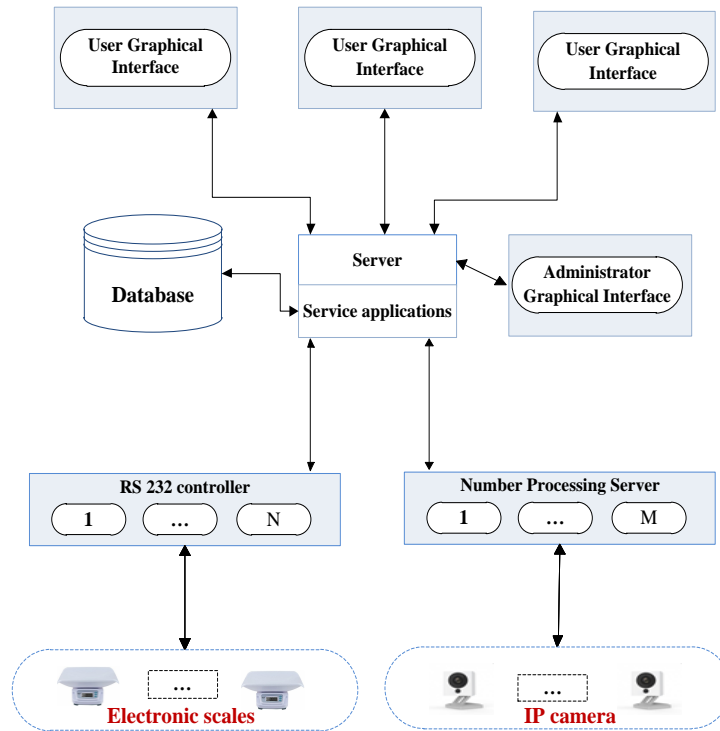 User Graphical
Interface
User Graphical
Interface
User Graphical
Interface
Server
Database
Service applications
Administrator
Graphical Interface
RS 232 controller
1
...
N
Number Processing Server
1
...
M
...
Electronic scales
...
IP camera